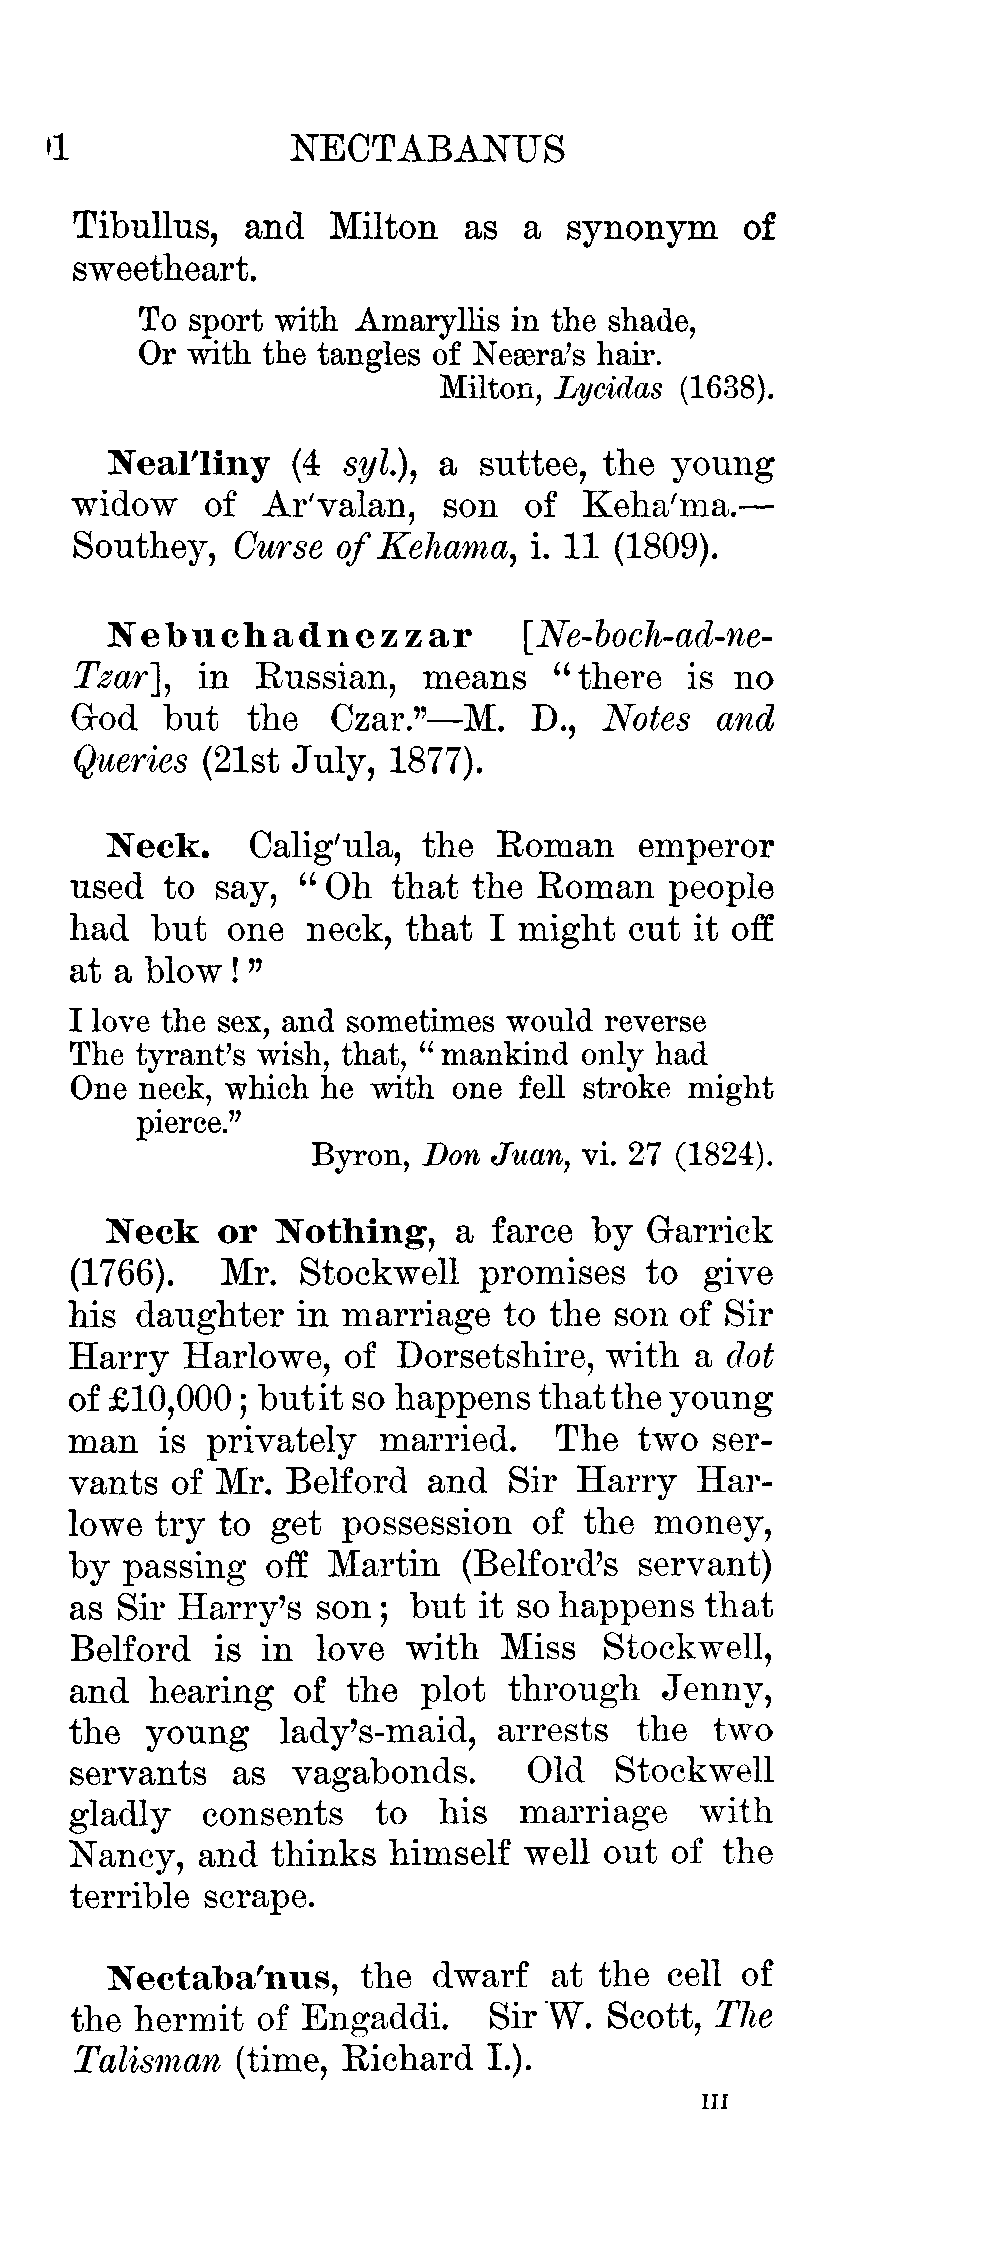 1 NECTABANUS
Tibullus, and Milton as a synonym of
sweetheart.
To sport with Amaryllis in the shade,
Or with the tangles of Neæra's hair.
Milton, Lycidas (1638).
Neal'liny (4 syl.), a suttee, the young
widow of Ar'valan, son of Keha'ma.—
Southey, Curse of Kehama, i. 11 (1809).
Nebuchadnezzar [Ne-boch-ad-ne-
Tzar], in Russian, means "there is no
God but the Czar."—M. D., Notes and
Queries (21st July, 1877).
Neck. Calig'ula, the Roman emperor
used to say, "Oh that the Roman people
had but one neck, that I might cut it off
at a blow!"
I love the sex, and sometimes would reverse
The tyrant's wish, that, "mankind only had
One neck, which he with one fell stroke might
pierce."
Byron, Don Juan, vi. 27 (1824).
Neck or Nothing, a farce by Garrick
(1766). Mr. Stockwell promises to give
his daughter in marriage to the son of Sir
Harry Harlowe, of Dorsetshire, with a dot
of £10,000; but it so happens that the young
man is privately married. The two ser-
vants of Mr. Belford and Sir Harry Har-
lowe try to get possession of the money,
by passing off Martin (Belford's servant)
as Sir Harry's son; but it so happens that
Belford is in love with Miss Stockwell,
and hearing of the plot through Jenny,
the young lady's-maid, arrests the two
servants as vagabonds. Old Stockwell
gladly consents to his marriage with
Nancy, and thinks himself well out of the
terrible scrape.
Nectaba'nus, the dwarf at the cell of
the hermit of Engaddi. Sir W. Scott, The
Talisman (time, Richard I.).
III